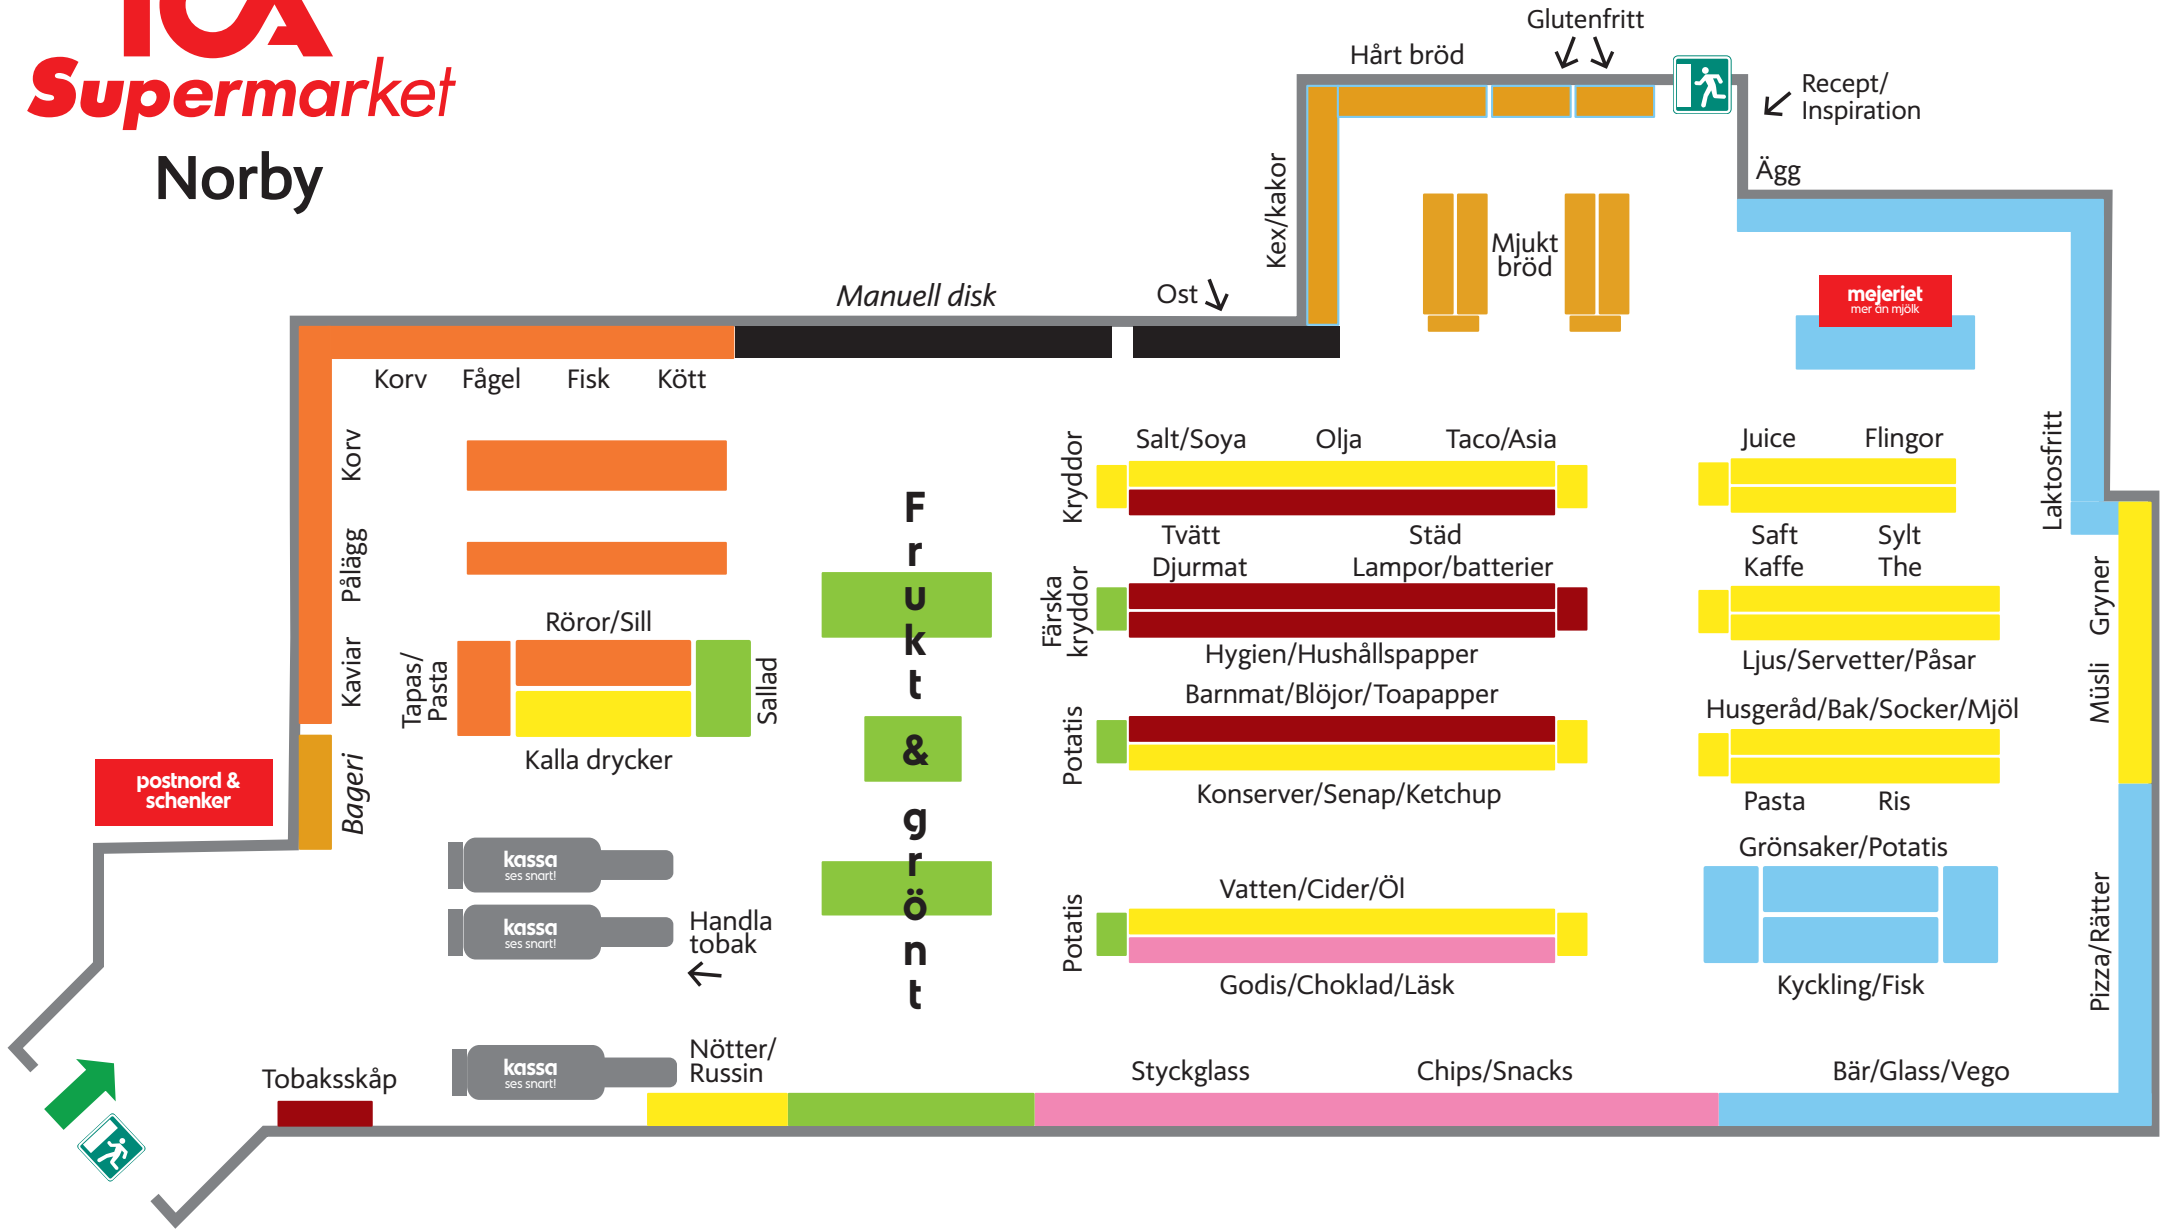 ICA
Supermarket
Norby
Glutenfritt
Hårt bröd
Recept/
Inspiration
Ägg
Kex/kakor
Mjukt
bröd
Manuell disk
Ost
mejeriet
mer än mjölk
Korv Fågel Fisk Kött
Korv
Pålägg
Kaviar
Bageri
Röror/Sill
Tapas/
Pasta
Sallad
Kalla drycker
postnord &
schenker
Frukt & grönt
Kryddor
Salt/Soya Olja Taco/Asia
Tvätt Städ
Färska
kryddor
Djurmat Lampor/batterier
Hygien/Hushållspapper
Potatis
Barnmat/Blöjor/Toapapper
Konserver/Senap/Ketchup
Potatis
Vatten/Cider/Öl
Godis/Choklad/Läsk
Juice Flingor
Saft Sylt
Kaffe The
Ljus/Servetter/Påsar
Husgeråd/Bak/Socker/Mjöl
Pasta Ris
Grönsaker/Potatis
Kyckling/Fisk
Laktosfritt
Gryner
Müsli
Pizza/Rätter
kassa
ses snart!
kassa
ses snart!
Handla
tobak
kassa
ses snart!
Nötter/
Russin
Tobaksskåp
Styckglass
Chips/Snacks
Bär/Glass/Vego